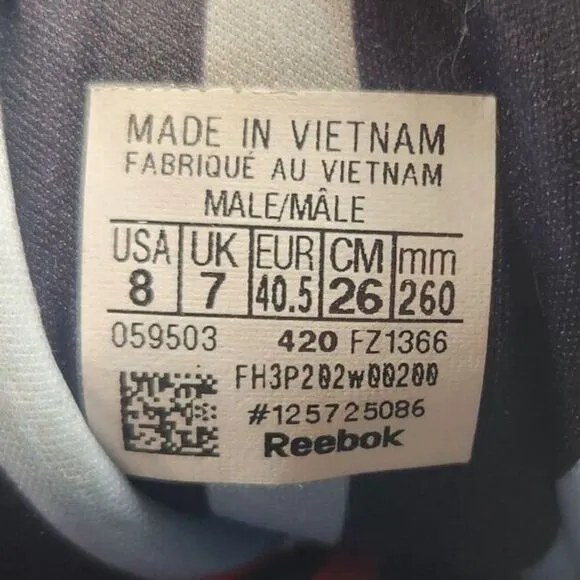 MADE IN VIETNAM
FABRIQUÉ AU VIETNAM
MALE/MÂLE
USA UK EUR CM mm
8 7 40.5 26 260
059503 420 FZ1366
FH3P202w00200
#125725086
Reebok